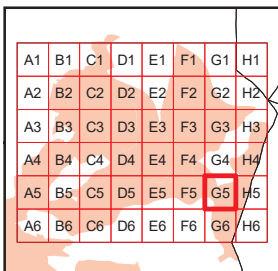 A1 B1 C1 D1 E1 F1 G1 H1
A2 B2 C2 D2 E2 F2 G2 H2
A3 B3 C3 D3 E3 F3 G3 H3
A4 B4 C4 D4 E4 F4 G4 H4
A5 B5 C5 D5 E5 F5 G5 H5
A6 B6 C6 D6 E6 F6 G6 H6